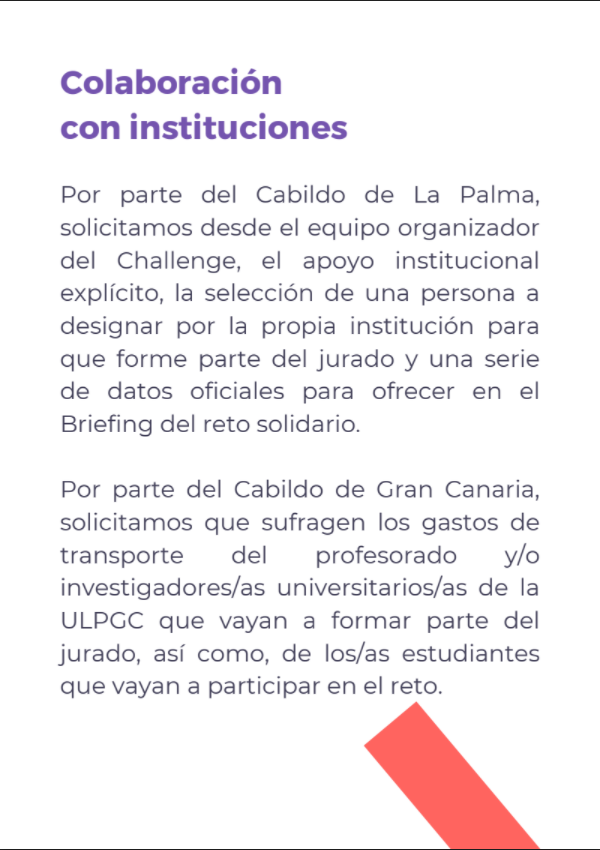 Colaboración
con instituciones
Por parte del Cabildo de La Palma,
solicitamos desde el equipo organizador
del Challenge, el apoyo institucional
explícito, la selección de una persona a
designar por la propia institución para
que forme parte del jurado y una serie
de datos oficiales para ofrecer en el
Briefing del reto solidario.
Por parte del Cabildo de Gran Canaria,
solicitamos que sufragen los gastos de
transporte del profesorado y/o
investigadores/as universitarios/as de la
ULPGC que vayan a formar parte del
jurado, así como, de los/as estudiantes
que vayan a participar en el reto.